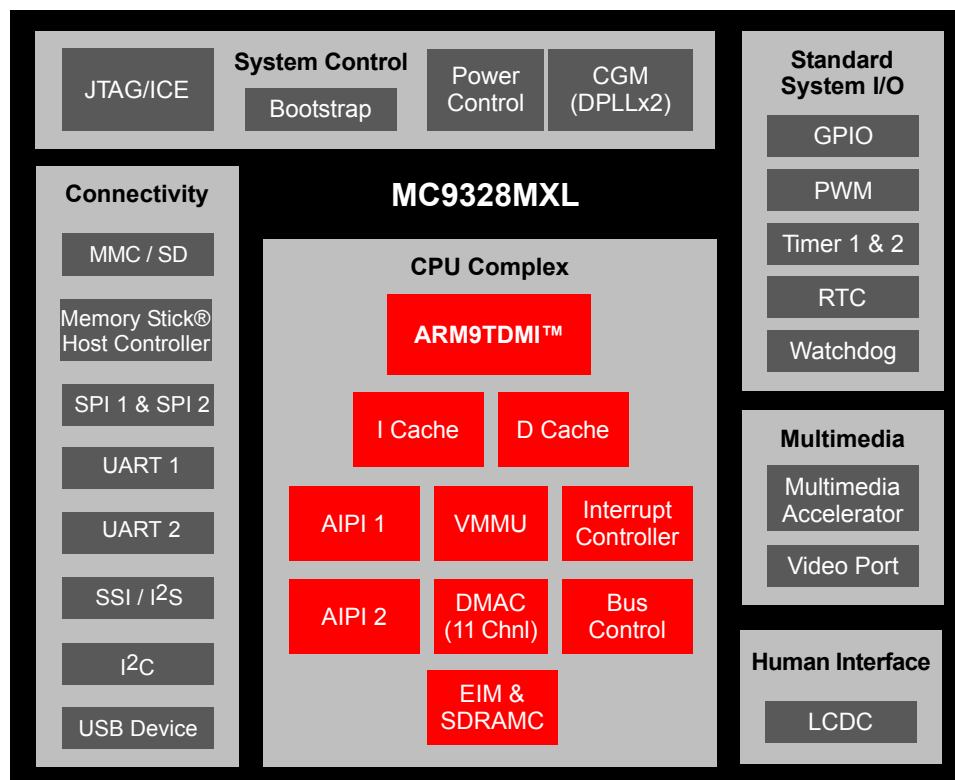 System Control
JTAG/ICE
Bootstrap
Power
Control
CGM
(DPLLx2)
Standard
System I/O
GPIO
PWM
Timer 1 & 2
RTC
Watchdog
Connectivity
MMC / SD
Memory Stick®
Host Controller
SPI 1 & SPI 2
UART 1
UART 2
SSI / I2S
I2C
USB Device
MC9328MXL
CPU Complex
ARM9TDMI™
I Cache
D Cache
AIPI 1
VMMU
Interrupt
Controller
AIPI 2
DMAC
(11 Chnl)
Bus
Control
EIM &
SDRAMC
Multimedia
Multimedia
Accelerator
Video Port
Human Interface
LCDC